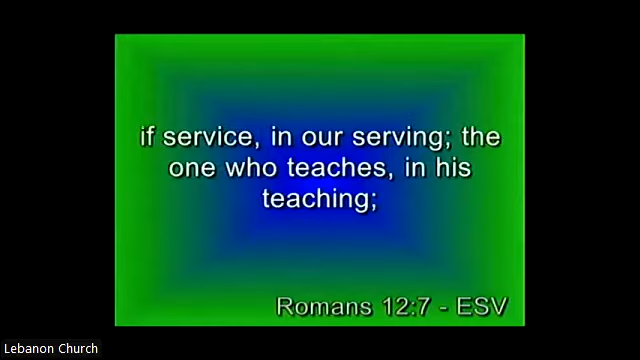 if service, in our serving; the
one who teaches, in his
teaching;
Romans 12:7 - ESV
Lebanon Church